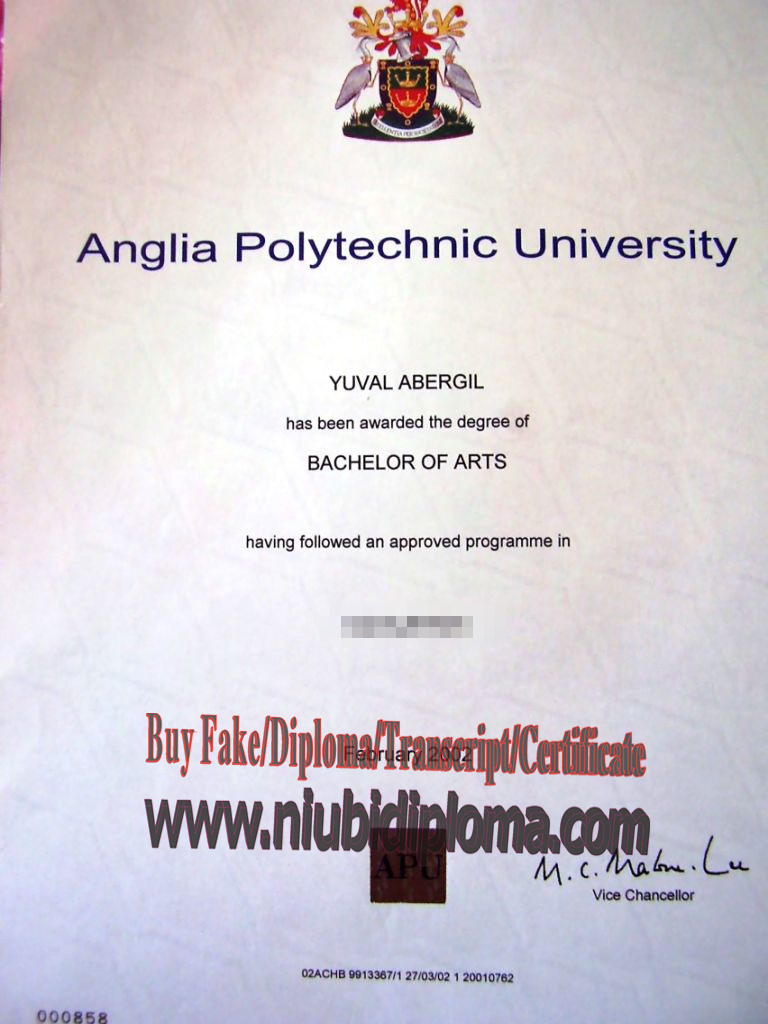 Anglia Polytechnic University
YUVAL ABERGIL
has been awarded the degree of
BACHELOR OF ARTS
having followed an approved programme in
Buy Fake/Diploma/Transcript/Certificate
February 2002
www.niubidiploma.com
APU
M. C. 
Vice Chancellor
02ACHB 9913367/1 27/03/02 1 20010762
000858